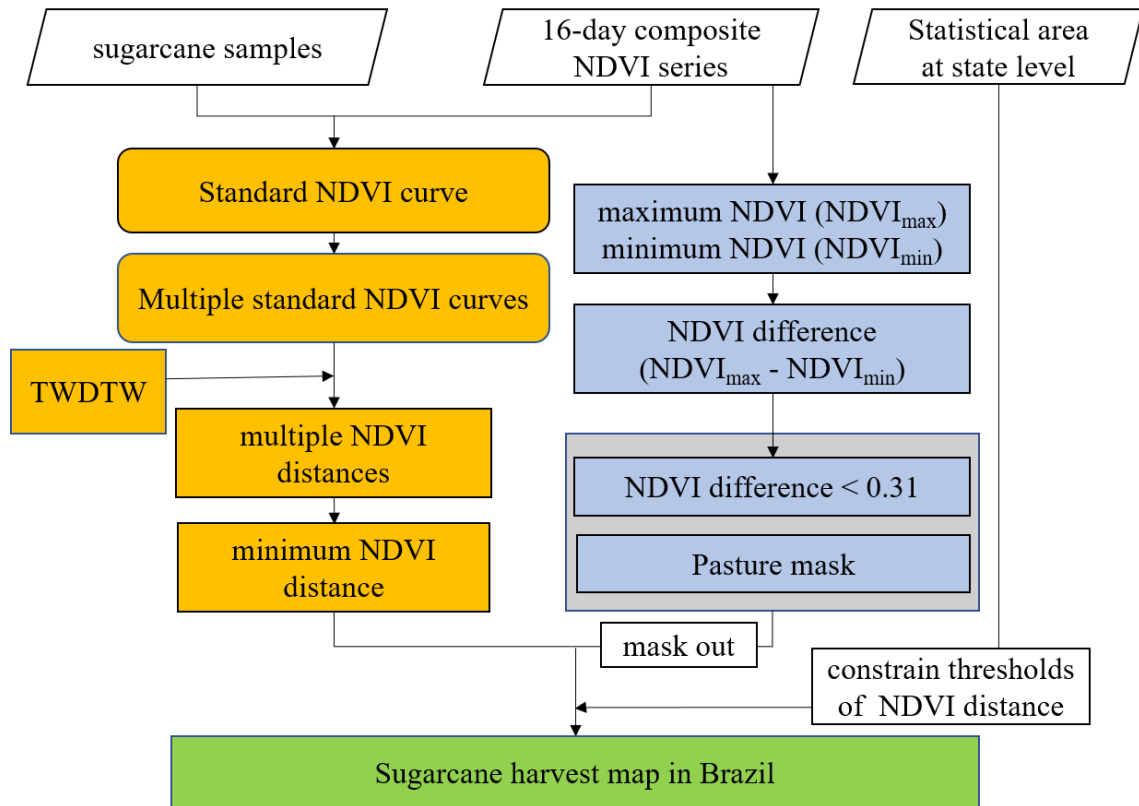 sugarcane samples
16-day composite
NDVI series
Statistical area
at state level
Standard NDVI curve
maximum NDVI (NDVImax)
minimum NDVI (NDVImin)
Multiple standard NDVI curves
NDVI difference
(NDVImax - NDVImin)
TWDTW
multiple NDVI
distances
NDVI difference < 0.31
minimum NDVI
distance
Pasture mask
mask out
constrain thresholds
of NDVI distance
Sugarcane harvest map in Brazil